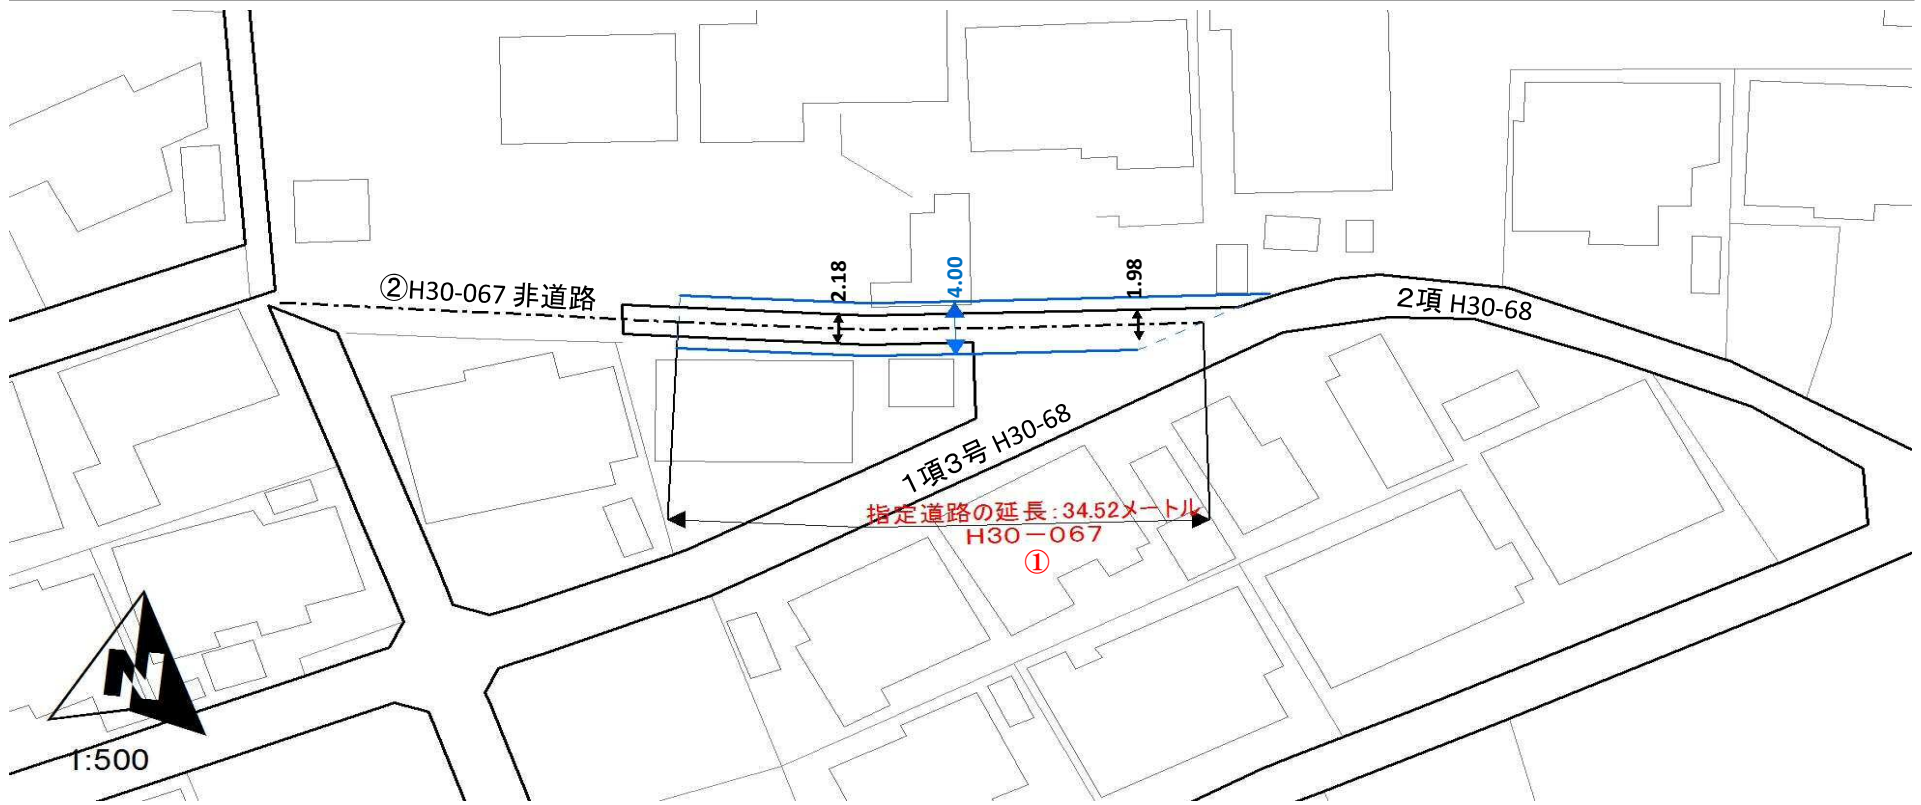 ②H30-067 非道路
2.18
4.00
1.98
2項 H30-68
1項3号 H30-68
指定道路の延長:34.52メートル
H30-067
①
N
1:500